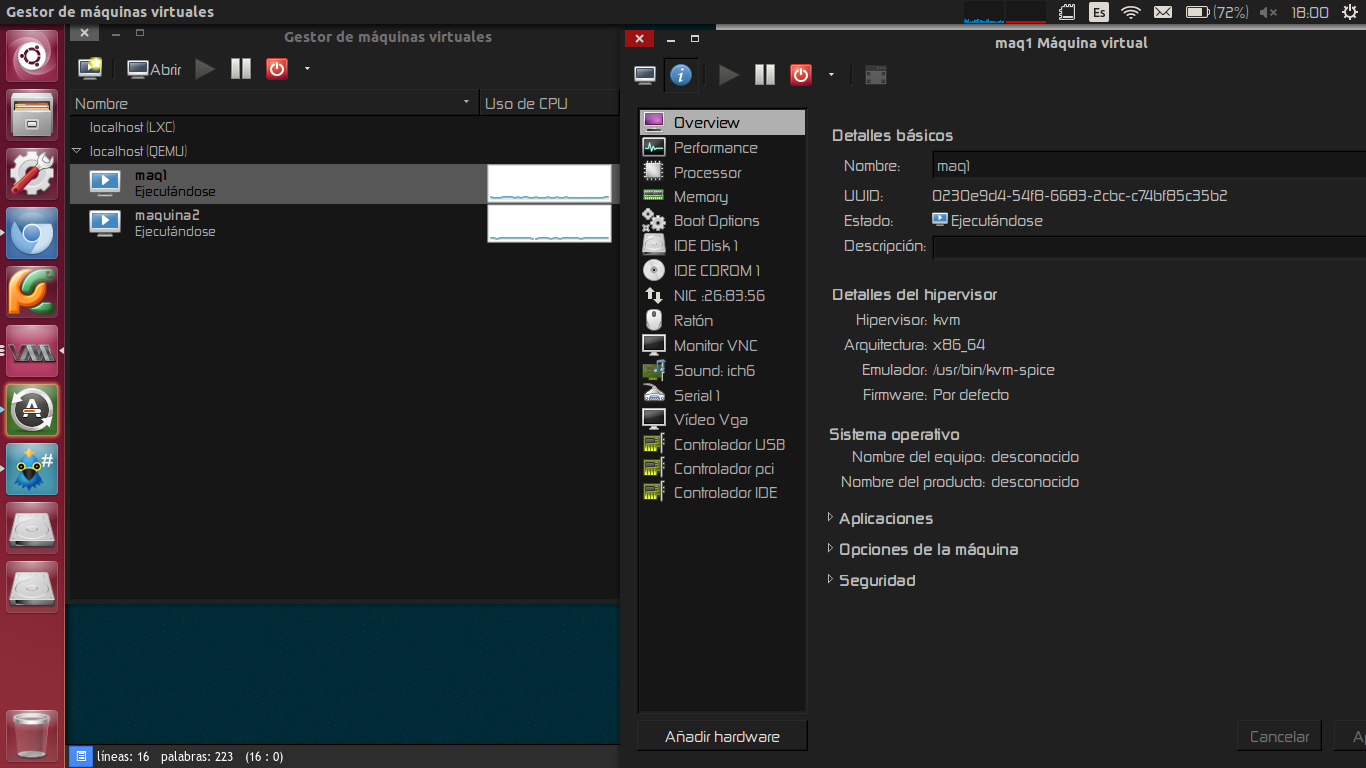 Gestor de máquinas virtuales
Es
(72%)
18:00
Gestor de máquinas virtuales
Abrir
Nombre
Uso de CPU
localhost (LXC)
localhost (QEMU)
maq1
Ejecutándose
maquina2
Ejecutándose
líneas: 16 palabras: 223 (16 : 0)
maq1 Máquina virtual
Overview
Performance
Processor
Memory
Boot Options
IDE Disk 1
IDE CDROM 1
NIC :26:83:56
Ratón
Monitor VNC
Sound: ich6
Serial 1
Vídeo Vga
Controlador USB
Controlador pci
Controlador IDE
Añadir hardware
Detalles básicos
Nombre: maq1
UUID: 0230e9d4-54f8-6683-2cbc-c74bf85c35b2
Estado: Ejecutándose
Descripción:
Detalles del hipervisor
Hipervisor: kvm
Arquitectura: x86_64
Emulador: /usr/bin/kvm-spice
Firmware: Por defecto
Sistema operativo
Nombre del equipo: desconocido
Nombre del producto: desconocido
Aplicaciones
Opciones de la máquina
Seguridad
Cancelar
Ap